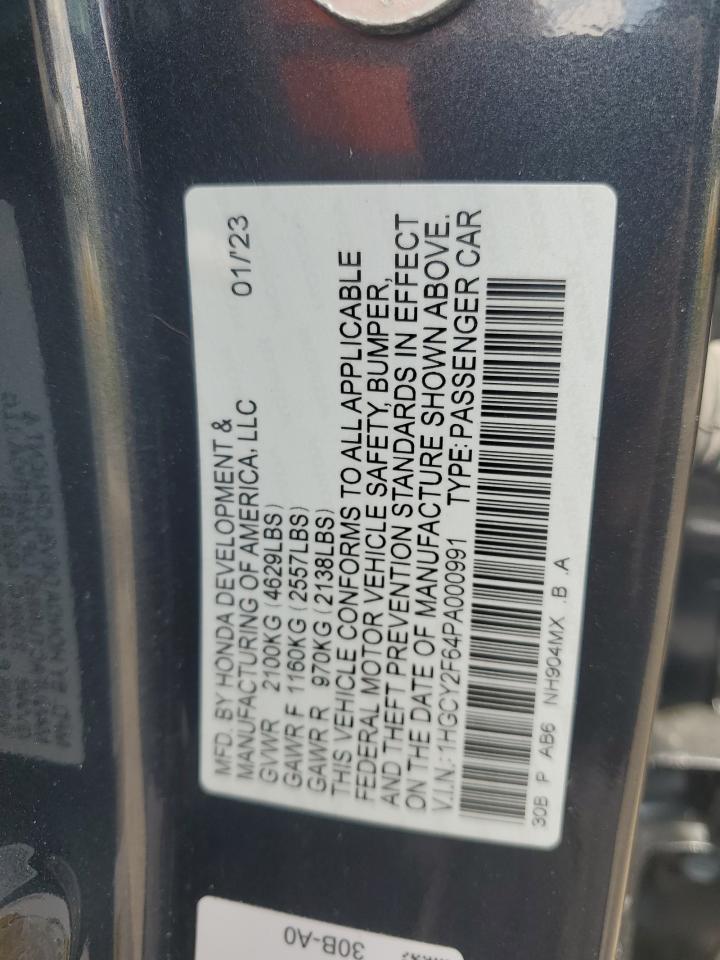 MFD. BY HONDA DEVELOPMENT &
MANUFACTURING OF AMERICA, LLC 01/'23
GVWR 2100KG (4629LBS)
GAWR F 1160KG (2557LBS)
GAWR R 970KG (2138LBS)
THIS VEHICLE CONFORMS TO ALL APPLICABLE
FEDERAL MOTOR VEHICLE SAFETY, BUMPER,
AND THEFT PREVENTION STANDARDS IN EFFECT
ON THE DATE OF MANUFACTURE SHOWN ABOVE.
V.I.N.: 1HGCY2F64PA000991 TYPE: PASSENGER CAR
30B P AB6 NH904MX .B .A
30B-A0